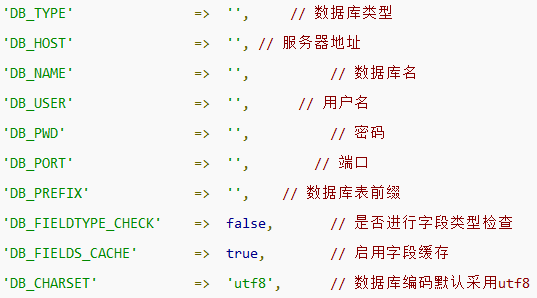 'DB_TYPE' => '', // 数据库类型
'DB_HOST' => '', // 服务器地址
'DB_NAME' => '', // 数据库名
'DB_USER' => '', // 用户名
'DB_PWD' => '', // 密码
'DB_PORT' => '', // 端口
'DB_PREFIX' => '', // 数据库表前缀
'DB_FIELDTYPE_CHECK' => false, // 是否进行字段类型检查
'DB_FIELDS_CACHE' => true, // 启用字段缓存
'DB_CHARSET' => 'utf8', // 数据库编码默认采用utf8